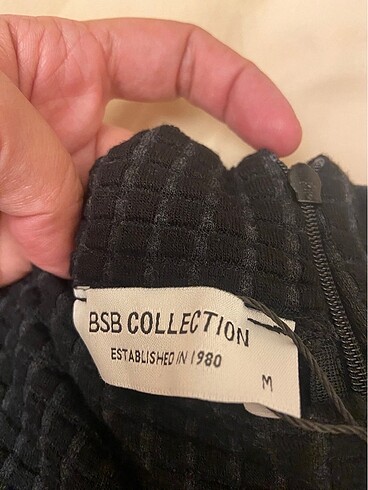 BSB COLLECTION
ESTABLISHED IN 1980
M